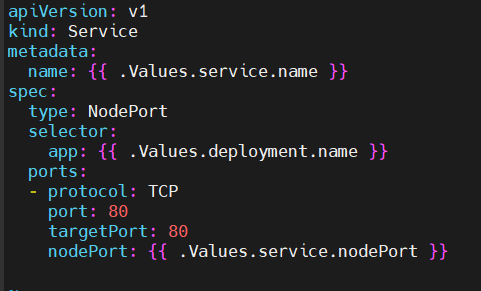 apiVersion: v1
kind: Service
metadata:
  name: {{ .Values.service.name }}
spec:
  type: NodePort
  selector:
    app: {{ .Values.deployment.name }}
  ports:
  - protocol: TCP
    port: 80
    targetPort: 80
    nodePort: {{ .Values.service.nodePort }}